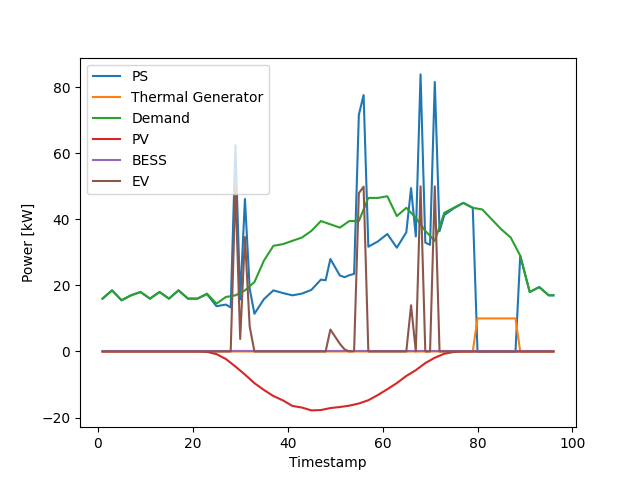 PS
Thermal Generator
Demand
PV
BESS
EV
Power [kW]
80
60
40
20
0
−20
0 20 40 60 80 100
Timestamp